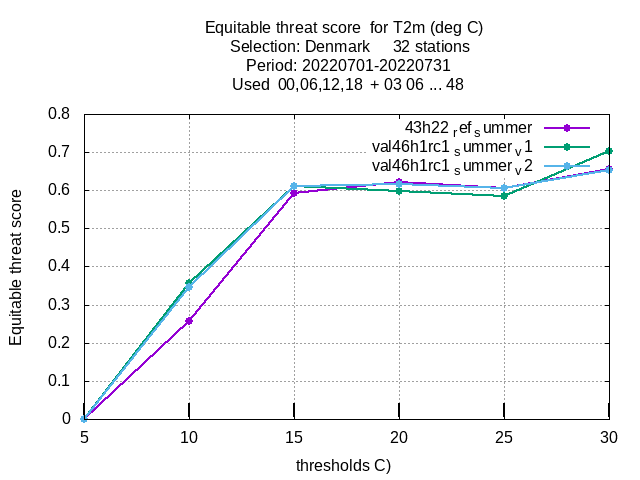 Equitable threat score  for T2m (deg C)
Selection: Denmark     32 stations
Period: 20220701-20220731
Used  00,06,12,18  + 03 06 ... 48
43h22 ref summer
val46h1rc1 summer v1
val46h1rc1 summer v2
0.8
0.7
0.6
0.5
0.4
0.3
0.2
0.1
0
Equitable threat score
5 10 15 20 25 30
thresholds C)